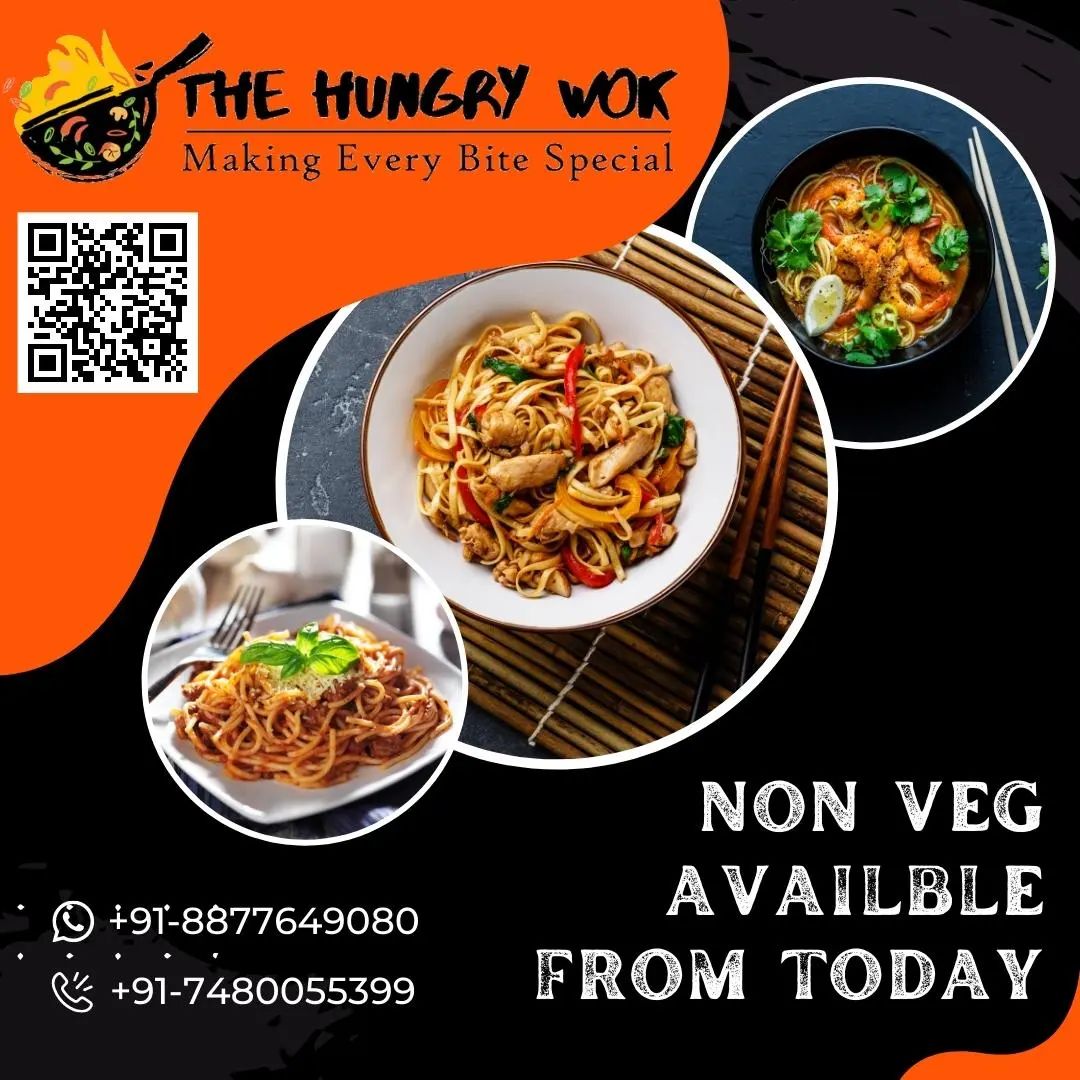 THE HUNGRY WOK
Making Every Bite Special
NON VEG
AVAILBLE
FROM TODAY
+91-8877649080
+91-7480055399